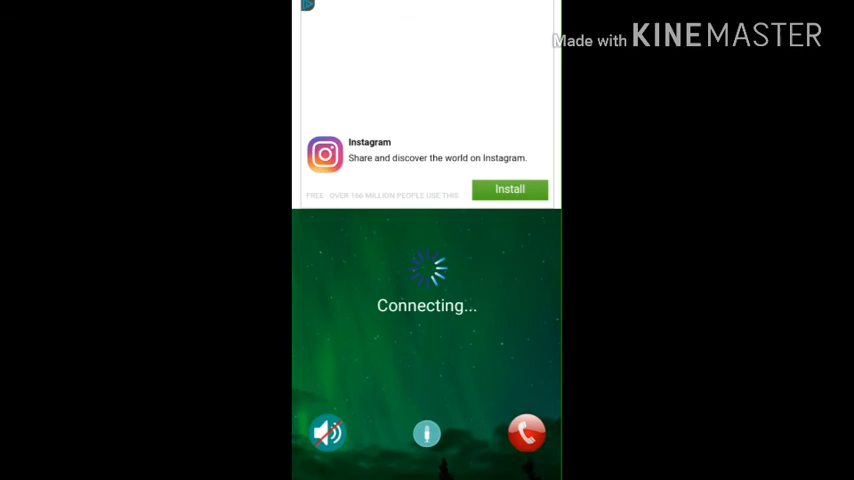 Made with KINEMASTER
Instagram
Share and discover the world on Instagram.
FREE - OVER 166 MILLION PEOPLE USE THIS
Install
Connecting...